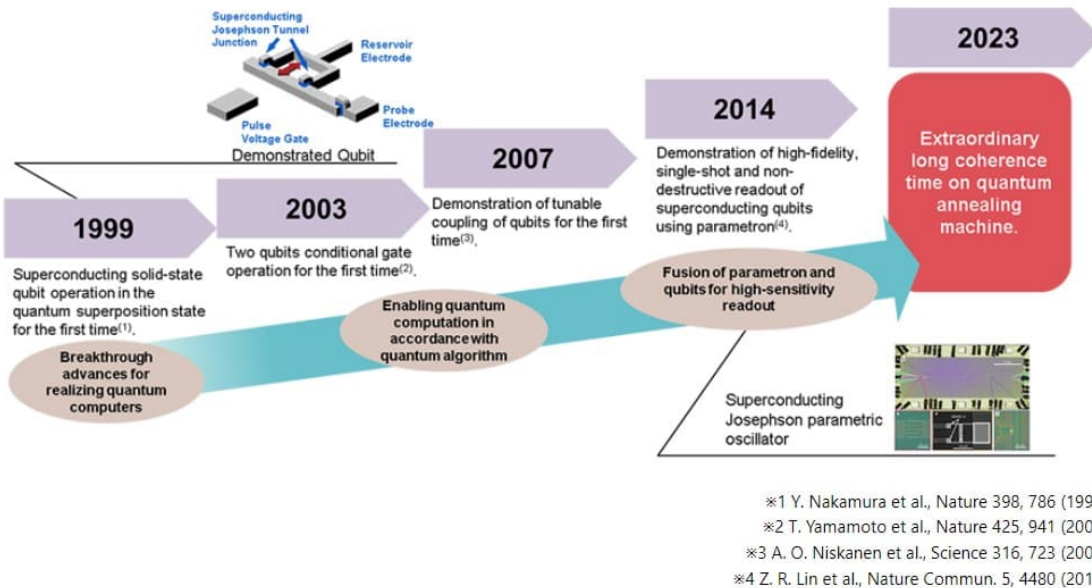 Superconducting
Josephson Tunnel
Junction
Reservoir
Electrode
Probe
Electrode
Pulse
Voltage Gate
Demonstrated Qubit
1999
Superconducting solid-state
qubit operation in the
quantum superposition state
for the first time(1).
2003
Two qubits conditional gate
operation for the first time(2).
2007
Demonstration of tunable
coupling of qubits for the first
time(3).
2014
Demonstration of high-fidelity,
single-shot and non-
destructive readout of
superconducting qubits
using parametron(4).
2023
Extraordinary
long coherence
time on quantum
annealing
machine.
Breakthrough
advances for
realizing quantum
computers
Enabling quantum
computation in
accordance with
quantum algorithm
Fusion of parametron and
qubits for high-sensitivity
readout
Superconducting
Josephson parametric
oscillator
※1 Y. Nakamura et al., Nature 398, 786 (199
※2 T. Yamamoto et al., Nature 425, 941 (200
※3 A. O. Niskanen et al., Science 316, 723 (200
※4 Z. R. Lin et al., Nature Commun. 5, 4480 (201